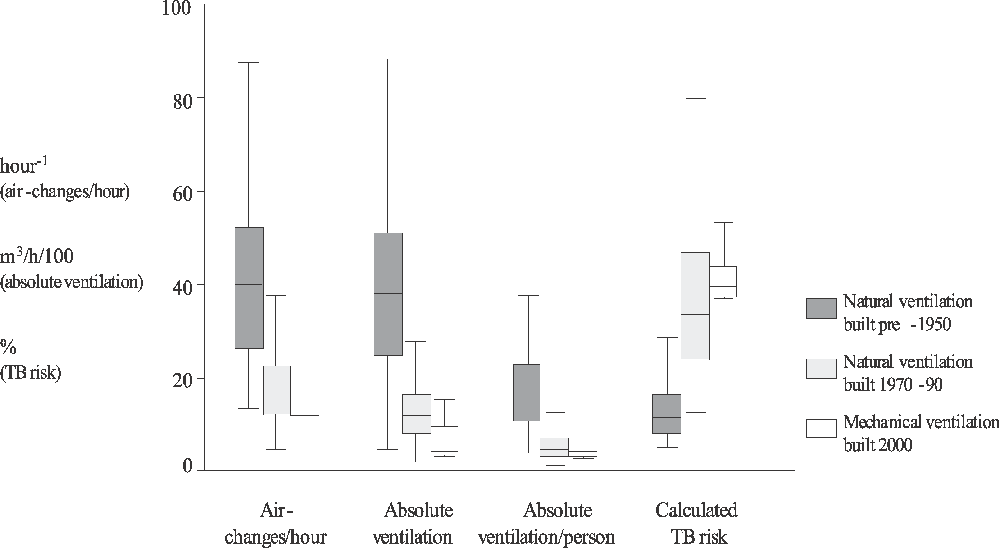 100
80
60
40
20
0
hour-1
(air-changes/hour)
m3/h/100
(absolute ventilation)
%
(TB risk)
Air-
changes/hour
Absolute
ventilation
Absolute
ventilation/person
Calculated
TB risk
Natural ventilation
built pre -1950
Natural ventilation
built 1970 -90
Mechanical ventilation
built 2000